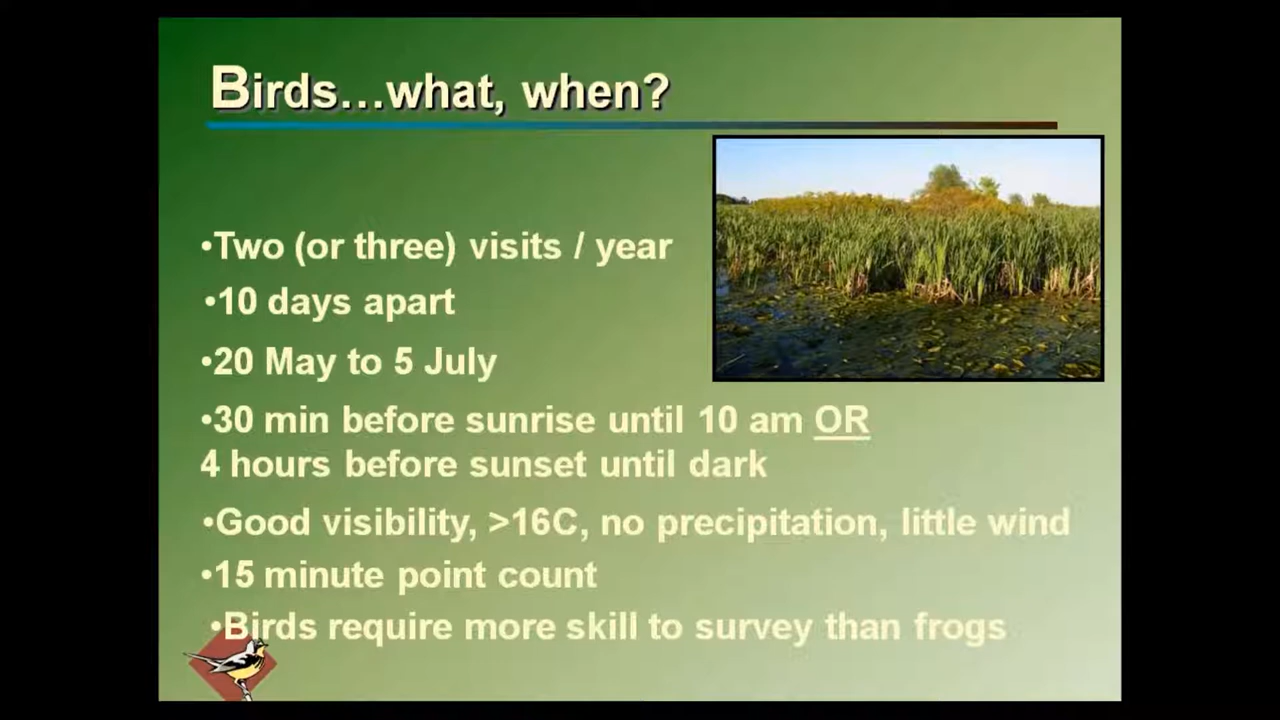 Birds…what, when?
•Two (or three) visits / year
•10 days apart
•20 May to 5 July
•30 min before sunrise until 10 am OR
4 hours before sunset until dark
•Good visibility, >16C, no precipitation, little wind
•15 minute point count
•Birds require more skill to survey than frogs